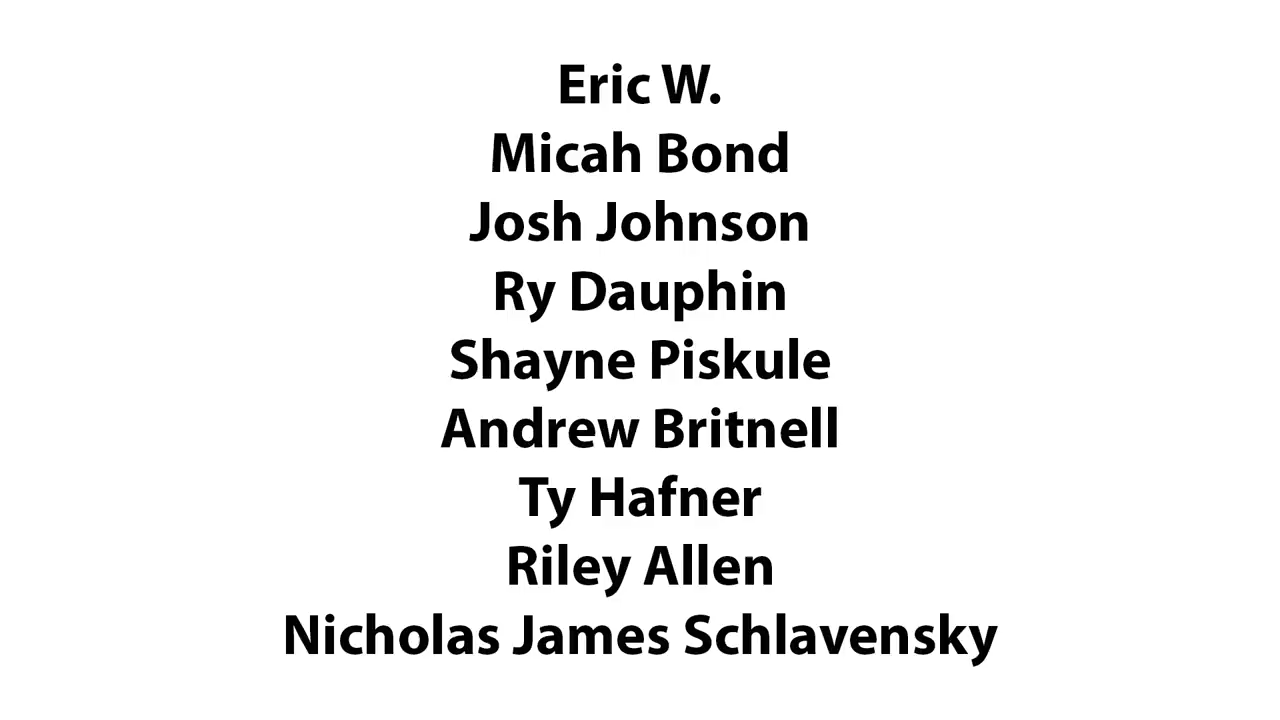 Eric W.
Micah Bond
Josh Johnson
Ry Dauphin
Shayne Piskule
Andrew Britnell
Ty Hafner
Riley Allen
Nicholas James Schlavensky